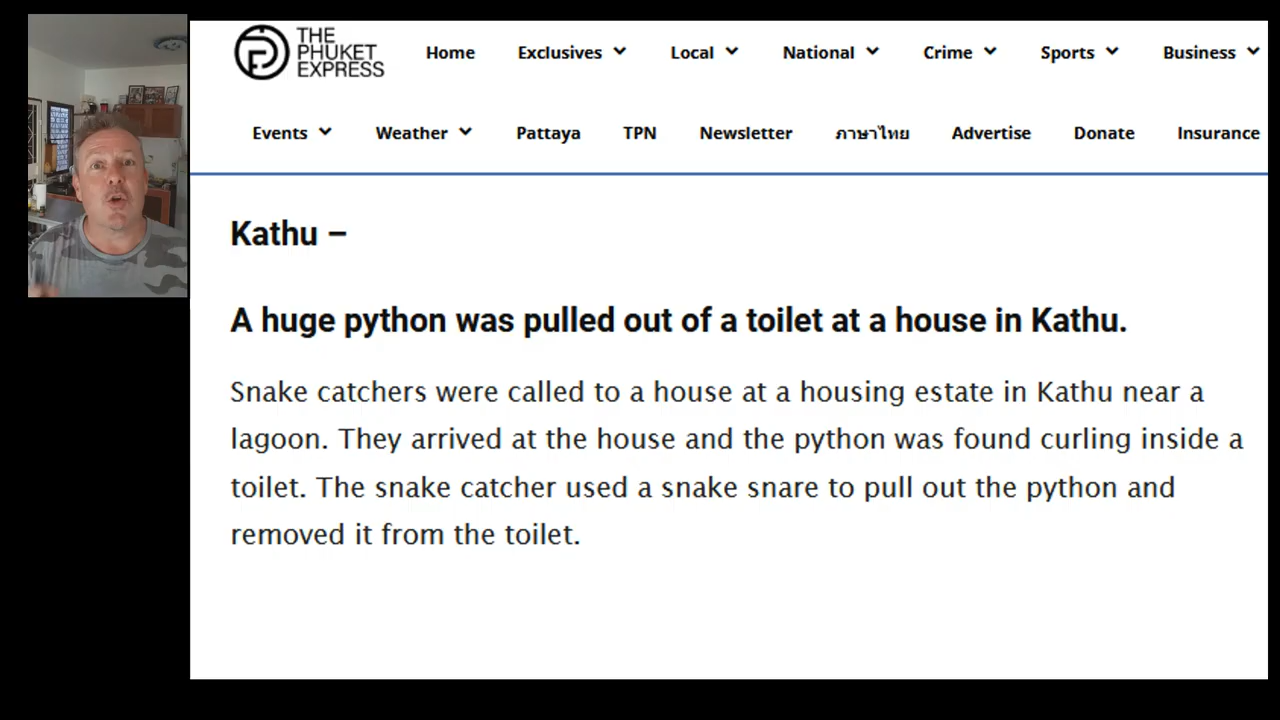 THE
PHUKET
EXPRESS
Home Exclusives Local National Crime Sports Business
Events Weather Pattaya TPN Newsletter ภาษาไทย Advertise Donate Insurance
Kathu –
A huge python was pulled out of a toilet at a house in Kathu.
Snake catchers were called to a house at a housing estate in Kathu near a
lagoon. They arrived at the house and the python was found curling inside a
toilet. The snake catcher used a snake snare to pull out the python and
removed it from the toilet.